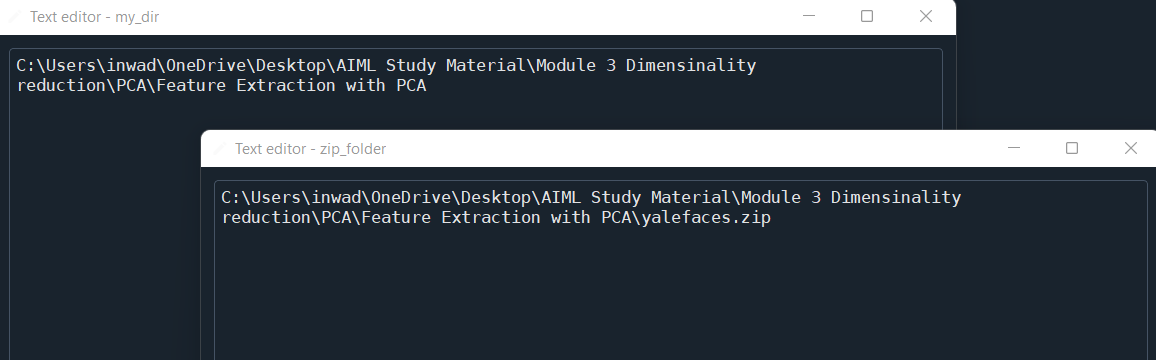 Text editor - my_dir
C:\Users\inwad\OneDrive\Desktop\AIML Study Material\Module 3 Dimensinality
reduction\PCA\Feature Extraction with PCA
Text editor - zip_folder
C:\Users\inwad\OneDrive\Desktop\AIML Study Material\Module 3 Dimensinality
reduction\PCA\Feature Extraction with PCA\yalefaces.zip